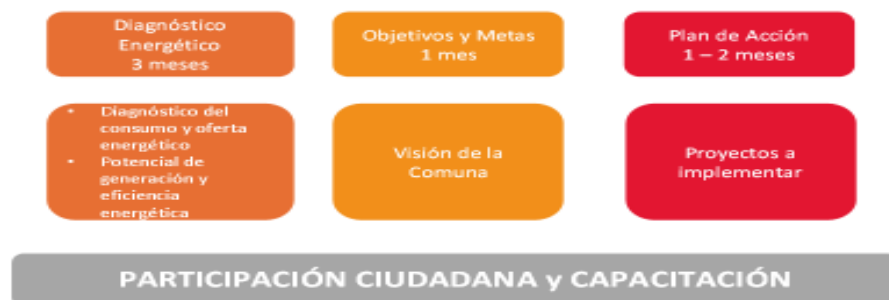 Diagnóstico
Energético
3 meses
Objetivos y Metas
1 mes
Plan de Acción
1 – 2 meses
• Diagnóstico del
consumo y oferta
energético
• Potencial de
generación y
eficiencia
energética
Visión de la
Comuna
Proyectos a
implementar
PARTICIPACIÓN CIUDADANA y CAPACITACIÓN